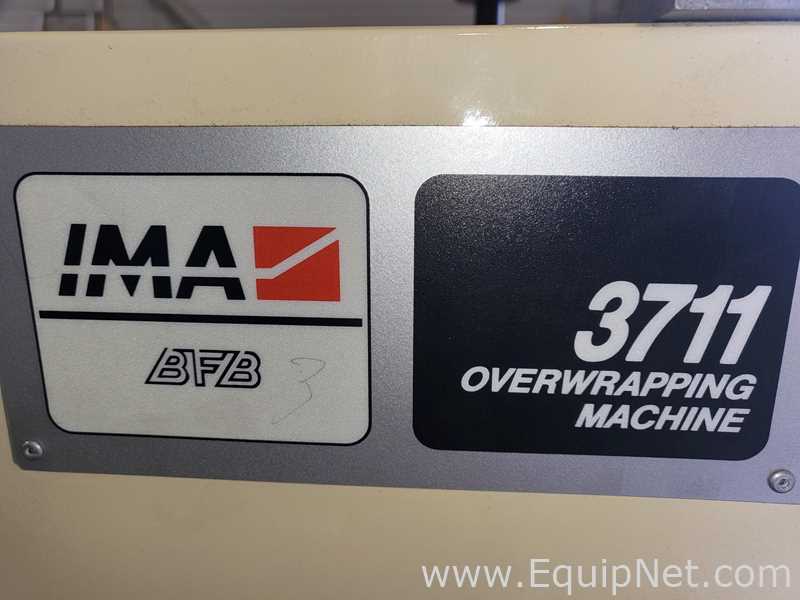 IMA
BFB
3
3711
OVERWRAPPING
MACHINE
www.EquipNet.com